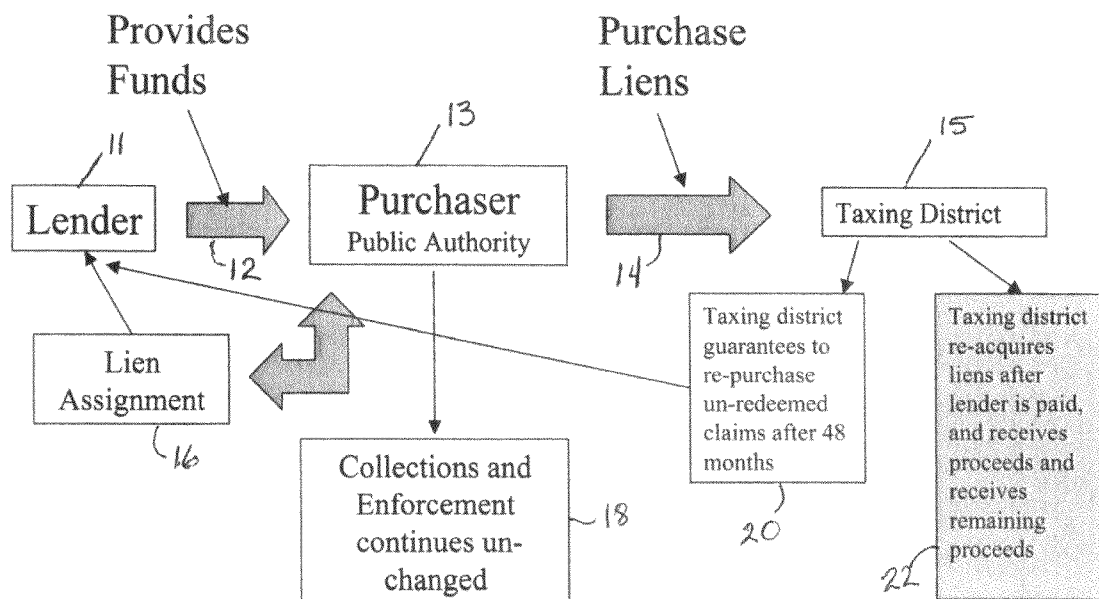 Provides
Funds
Purchase
Liens
11
13
15
Lender
Purchaser
Public Authority
Taxing District
12
14
Lien
Assignment
16
Taxing district
guarantees to
re-purchase
un-redeemed
claims after 48
months
Taxing district
re-acquires
liens after
lender is paid,
and receives
proceeds and
receives
remaining
proceeds
Collections and
Enforcement
continues un-
changed
18
20
22